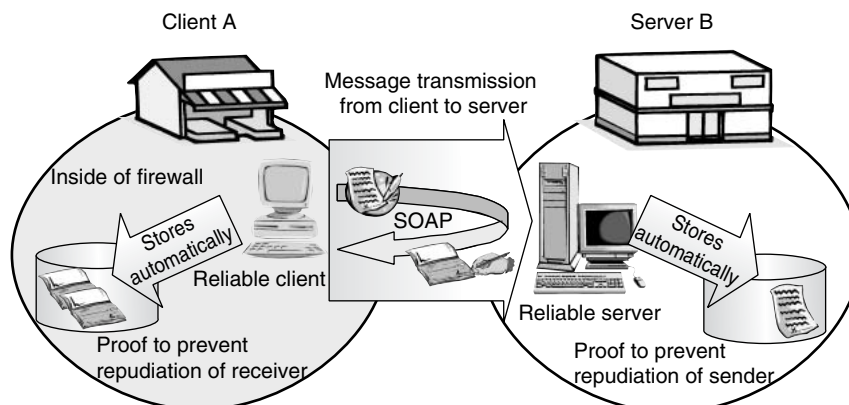 Client A
Server B
Message transmission
from client to server
Inside of firewall
SOAP
Stores
automatically
Stores
automatically
Reliable client
Reliable server
Proof to prevent
repudiation of receiver
Proof to prevent
repudiation of sender